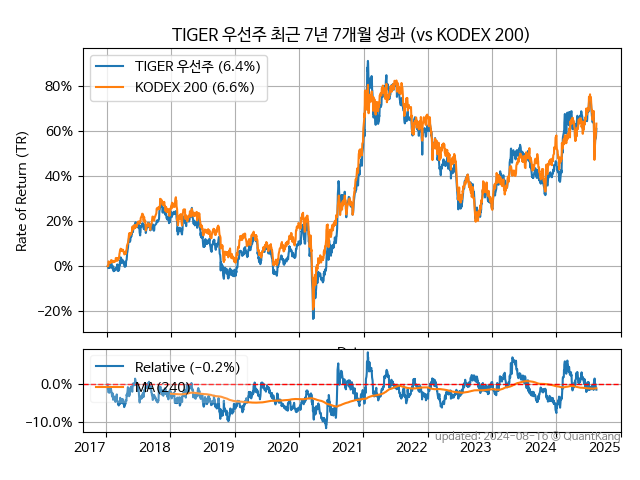 TIGER 우선주 최근 7년 7개월 성과 (vs KODEX 200)
TIGER 우선주 (6.4%)
KODEX 200 (6.6%)
Rate of Return (TR)
80%
60%
40%
20%
0%
−20%
Relative (−0.2%)
MA(240)
0.0%
−10.0%
updated: 2024-08-16 © QuantKang
2017 2018 2019 2020 2021 2022 2023 2024 2025